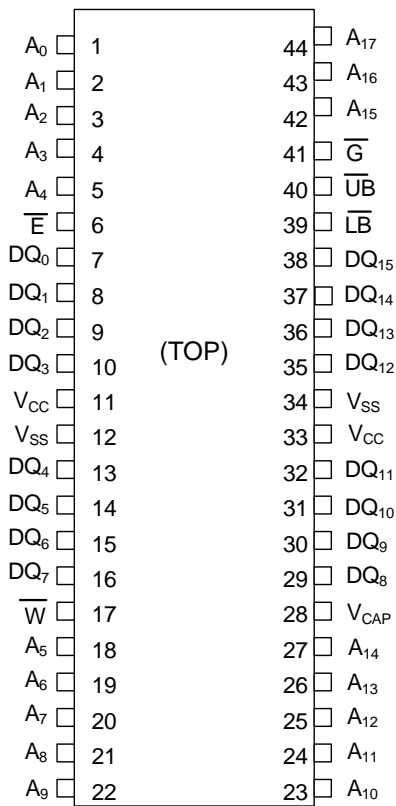 A0 1 44 A17
A1 2 43 A16
A2 3 42 A15
A3 4 41 G̅
A4 5 40 U̅B̅
E̅ 6 39 L̅B̅
DQ0 7 38 DQ15
DQ1 8 37 DQ14
DQ2 9 36 DQ13
DQ3 10 (TOP) 35 DQ12
VCC 11 34 VSS
VSS 12 33 VCC
DQ4 13 32 DQ11
DQ5 14 31 DQ10
DQ6 15 30 DQ9
DQ7 16 29 DQ8
W̅ 17 28 VCAP
A5 18 27 A14
A6 19 26 A13
A7 20 25 A12
A8 21 24 A11
A9 22 23 A10